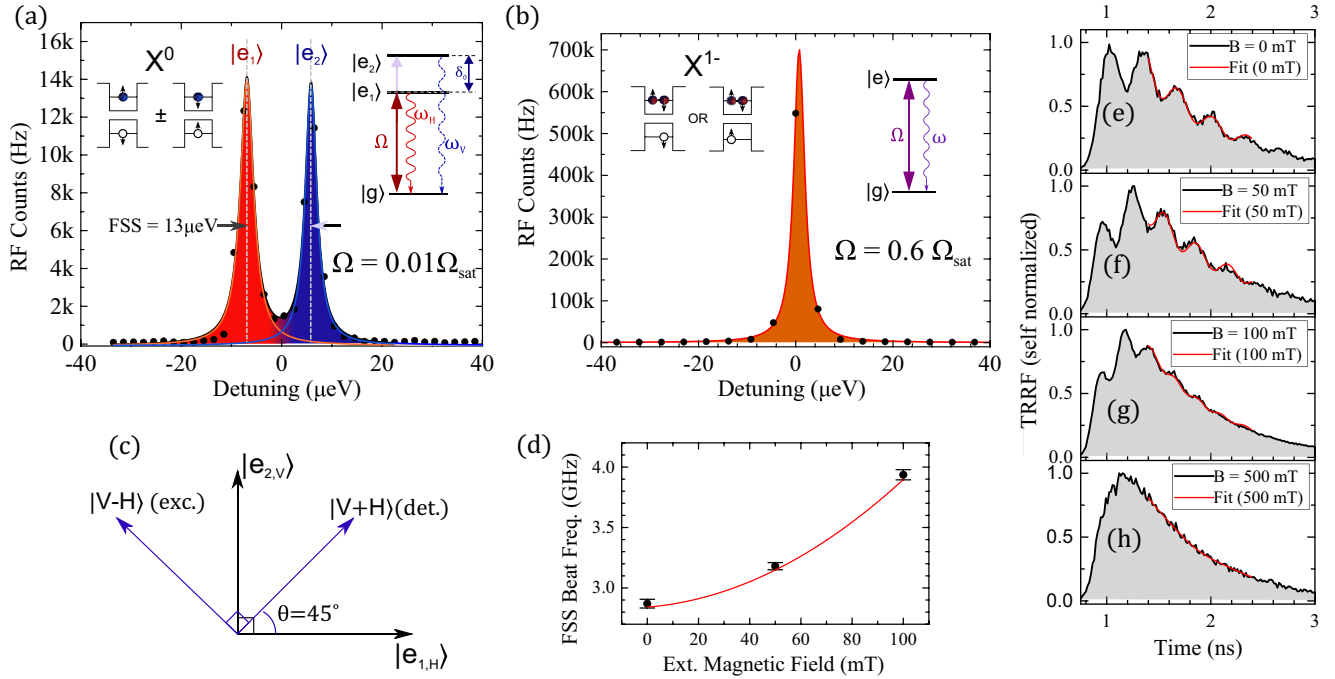 (a)
16k
14k
12k
10k
8k
6k
4k
2k
0
RF Counts (Hz)
X⁰
±
|e₁⟩
|e₂⟩
|e₂⟩
|e₁⟩
δ₀
Ω
ω_H
ω_V
|g⟩
FSS = 13µeV
Ω = 0.01Ω_sat
-40 -20 0 20 40
Detuning (µeV)
(b)
700k
600k
500k
400k
300k
200k
100k
0
RF Counts (Hz)
X¹⁻
OR
|e⟩
Ω
ω
|g⟩
Ω = 0.6 Ω_sat
-40 -20 0 20 40
Detuning (µeV)
(c)
|e₂,V⟩
|V-H⟩ (exc.)
|V+H⟩(det.)
θ=45°
|e₁,H⟩
(d)
4.0
3.5
3.0
2.5
FSS Beat Freq. (GHz)
0 20 40 60 80 100
Ext. Magnetic Field (mT)
1 2 3
TRRF (self normalized)
1.0
0.5
0.0
B = 0 mT
Fit (0 mT)
(e)
1.0
0.5
0.0
B = 50 mT
Fit (50 mT)
(f)
1.0
0.5
0.0
B = 100 mT
Fit (100 mT)
(g)
1.0
0.5
0.0
B = 500 mT
Fit (500 mT)
(h)
1 2 3
Time (ns)